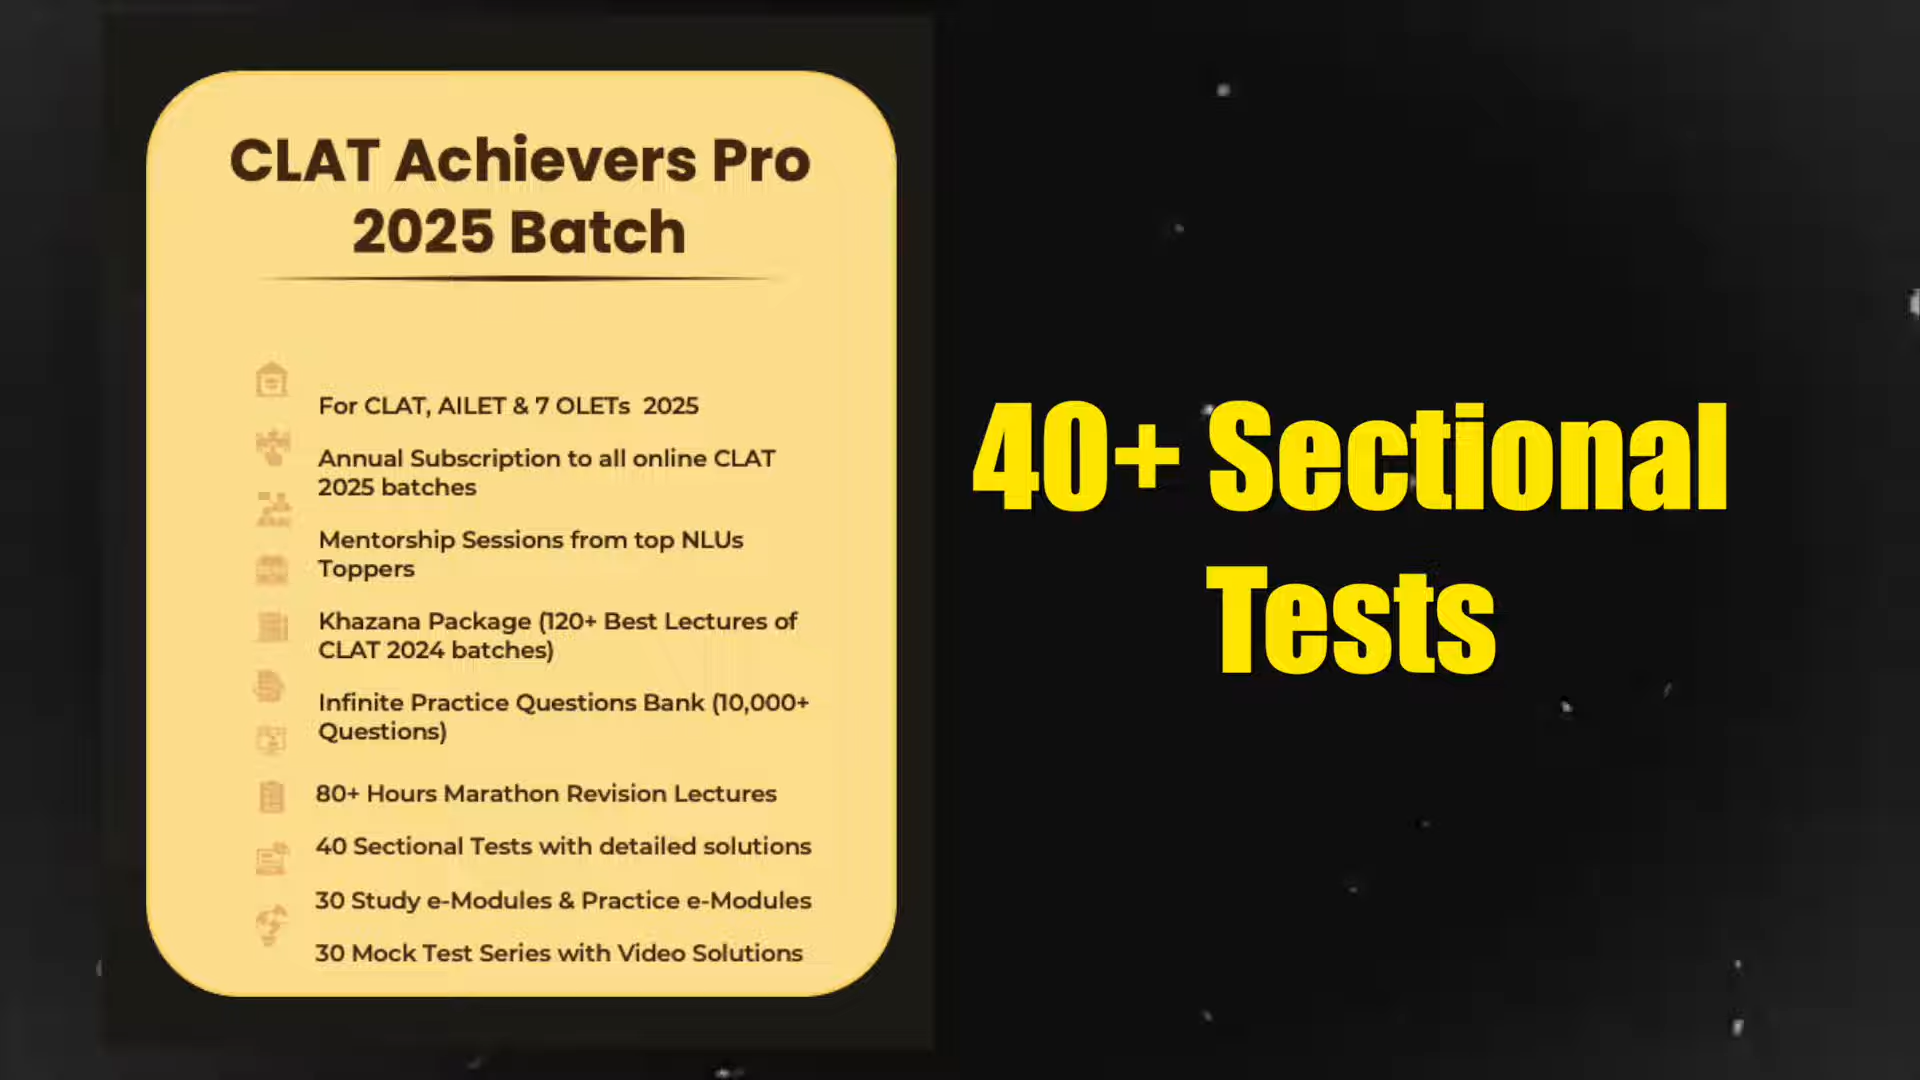 CLAT Achievers Pro
2025 Batch
For CLAT, AILET & 7 OLETs 2025
Annual Subscription to all online CLAT
2025 batches
Mentorship Sessions from top NLUs
Toppers
Khazana Package (120+ Best Lectures of
CLAT 2024 batches)
Infinite Practice Questions Bank (10,000+
Questions)
80+ Hours Marathon Revision Lectures
40 Sectional Tests with detailed solutions
30 Study e-Modules & Practice e-Modules
30 Mock Test Series with Video Solutions
40+ Sectional
Tests